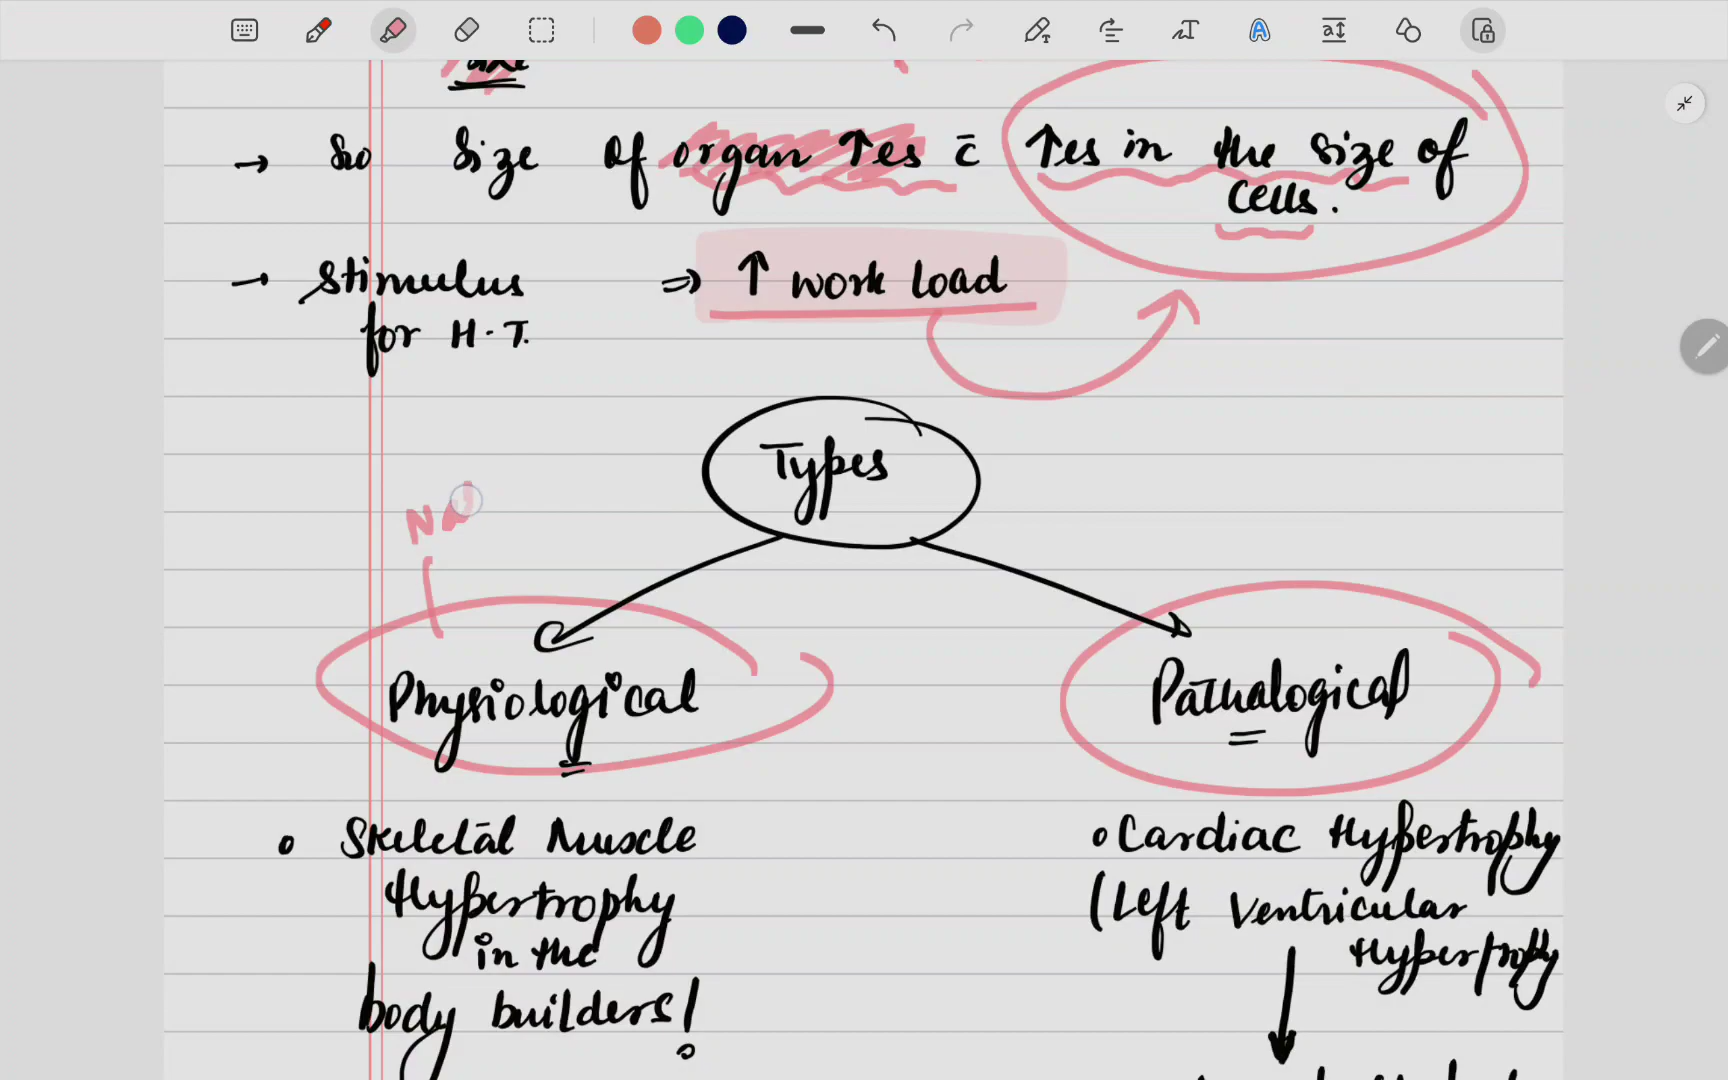 → So Size of organ ↑es c̄ ↑es in the size of
cells.
→ Stimulus ⇒ ↑ work load
for H.T.
Types
Physiological
Pathalogical
o Skeletal Muscle
Hypertrophy
in the
body builders!
o Cardiac Hypertrophy
(Left Ventricular
Hypertrophy